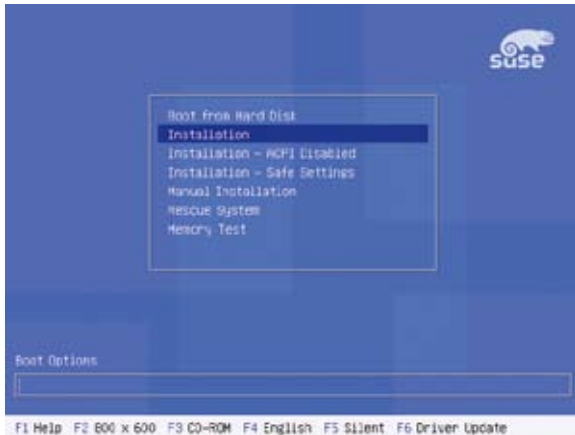 suse
Boot from Hard Disk
Installation
Installation - ACPI Disabled
Installation - Safe Settings
Manual Installation
Rescue System
Memory Test
Boot Options
F1 Help F2 800 x 600 F3 CD-ROM F4 English F5 Silent F6 Driver Update